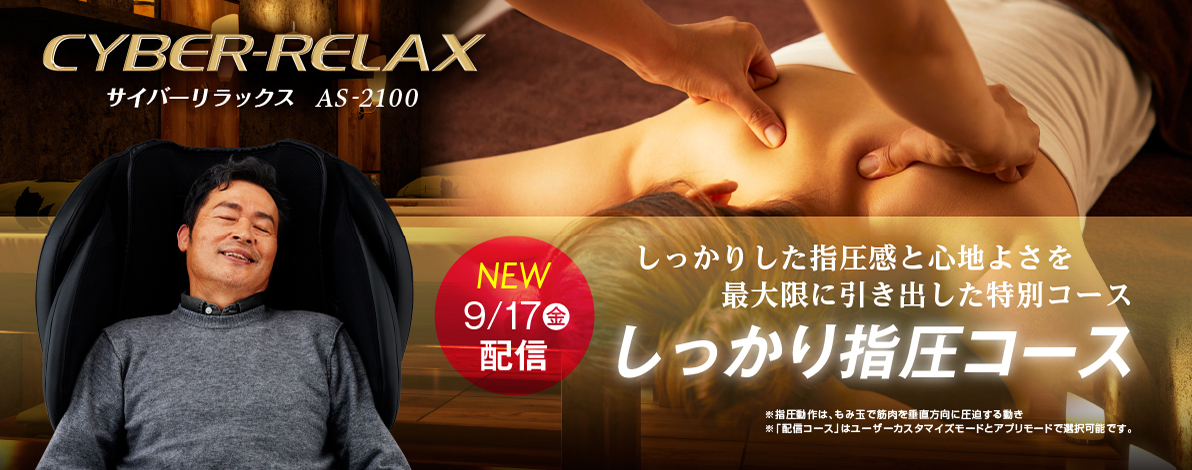 CYBER-RELAX
サイバーリラックス AS-2100
NEW
9/17㊎
配信
しっかりした指圧感と心地よさを
最大限に引き出した特別コース
しっかり指圧コース
※指圧動作は、もみ玉で筋肉を垂直方向に圧迫する動き
※「配信コース」はユーザーカスタマイズモードとアプリモードで選択可能です。